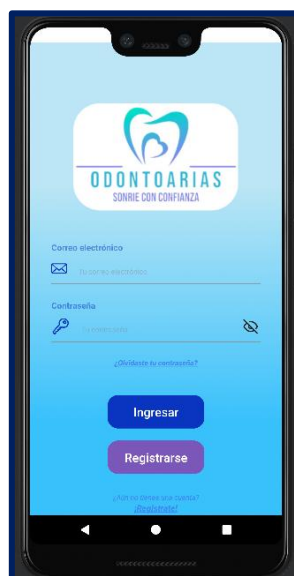 ODONTOARIAS
SONRIE CON CONFIANZA
Correo electrónico
Contraseña
¿Olvidaste tu contraseña?
Ingresar
Registrarse
¿Aún no tienes una cuenta?
¡Regístrate!